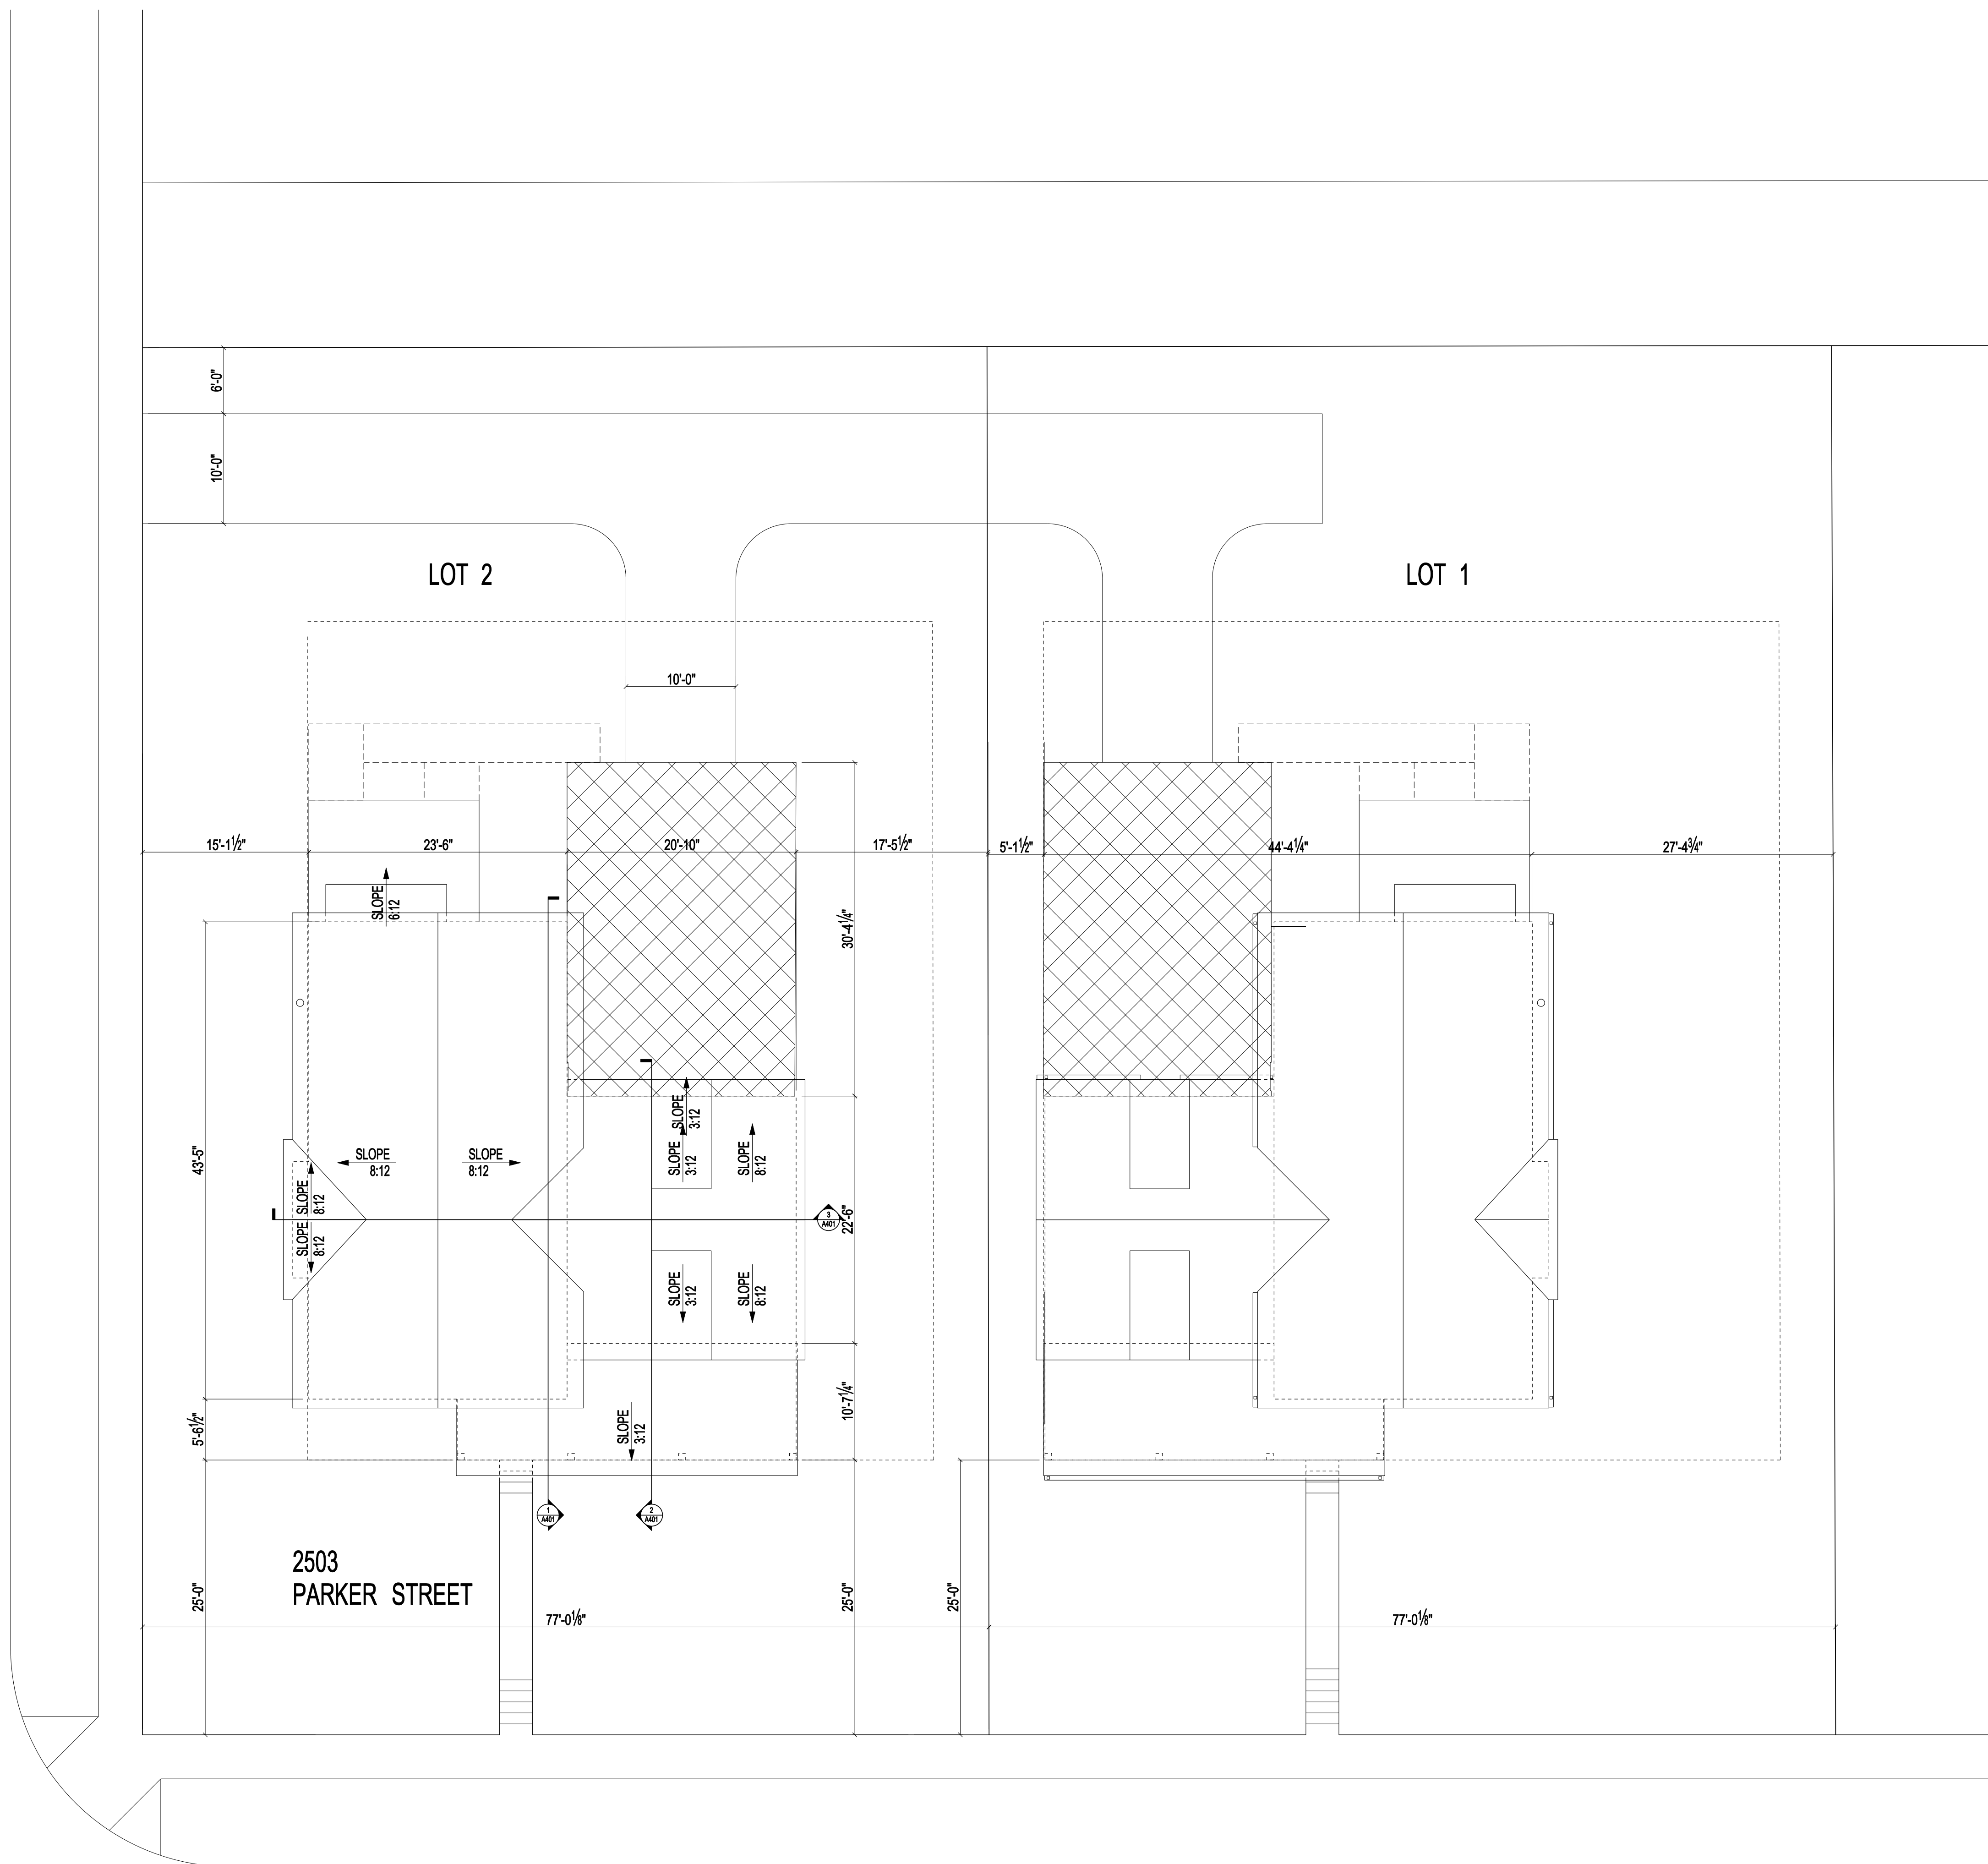 6'-0"
10'-0"
LOT 2
LOT 1
10'-0"
15'-1½"
23'-6"
20'-10"
17'-5½"
5'-1½"
44'-4¼"
27'-4¾"
SLOPE
6:12
30'-4¼"
43'-5"
SLOPE
8:12
SLOPE
8:12
SLOPE
3:12
SLOPE
3:12
SLOPE
8:12
SLOPE
8:12
SLOPE
8:12
3
A401
22'-6"
SLOPE
3:12
SLOPE
8:12
10'-7¼"
5'-6½"
SLOPE
3:12
1
A401
2
A401
2503
PARKER STREET
25'-0"
25'-0"
25'-0"
77'-0⅛"
77'-0⅛"